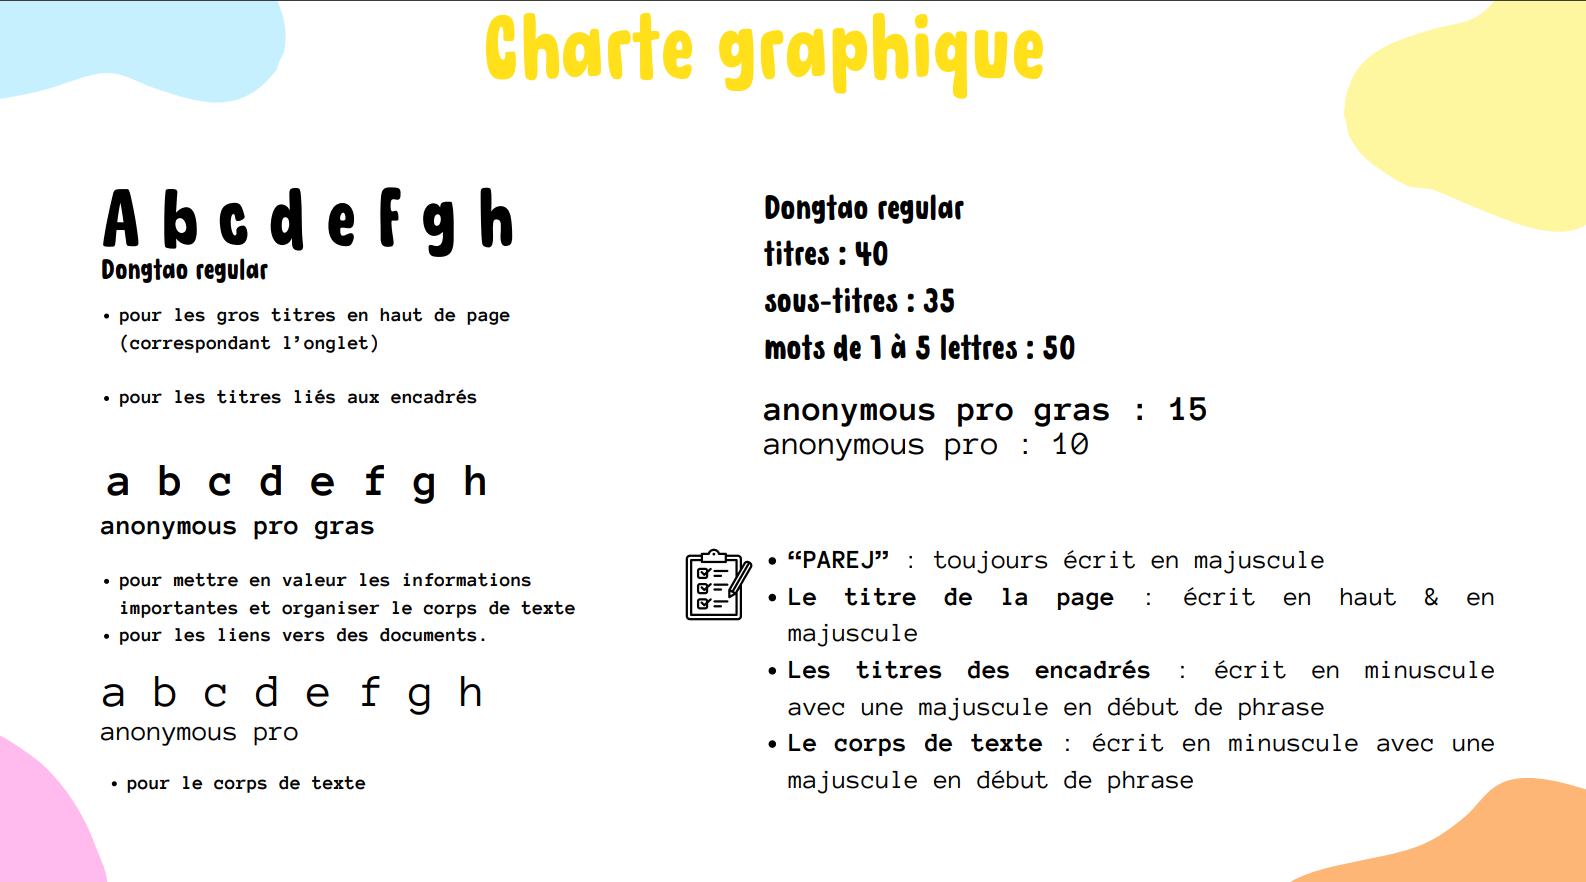 Charte graphique
A b c d e f g h
Dongtao regular
• pour les gros titres en haut de page
(correspondant l’onglet)
• pour les titres liés aux encadrés
a b c d e f g h
anonymous pro gras
• pour mettre en valeur les informations
importantes et organiser le corps de texte
• pour les liens vers des documents.
a b c d e f g h
anonymous pro
• pour le corps de texte
Dongtao regular
titres : 40
sous-titres : 35
mots de 1 à 5 lettres : 50
anonymous pro gras : 15
anonymous pro : 10
• “PAREJ” : toujours écrit en majuscule
• Le titre de la page : écrit en haut & en
majuscule
• Les titres des encadrés : écrit en minuscule
avec une majuscule en début de phrase
• Le corps de texte : écrit en minuscule avec une
majuscule en début de phrase